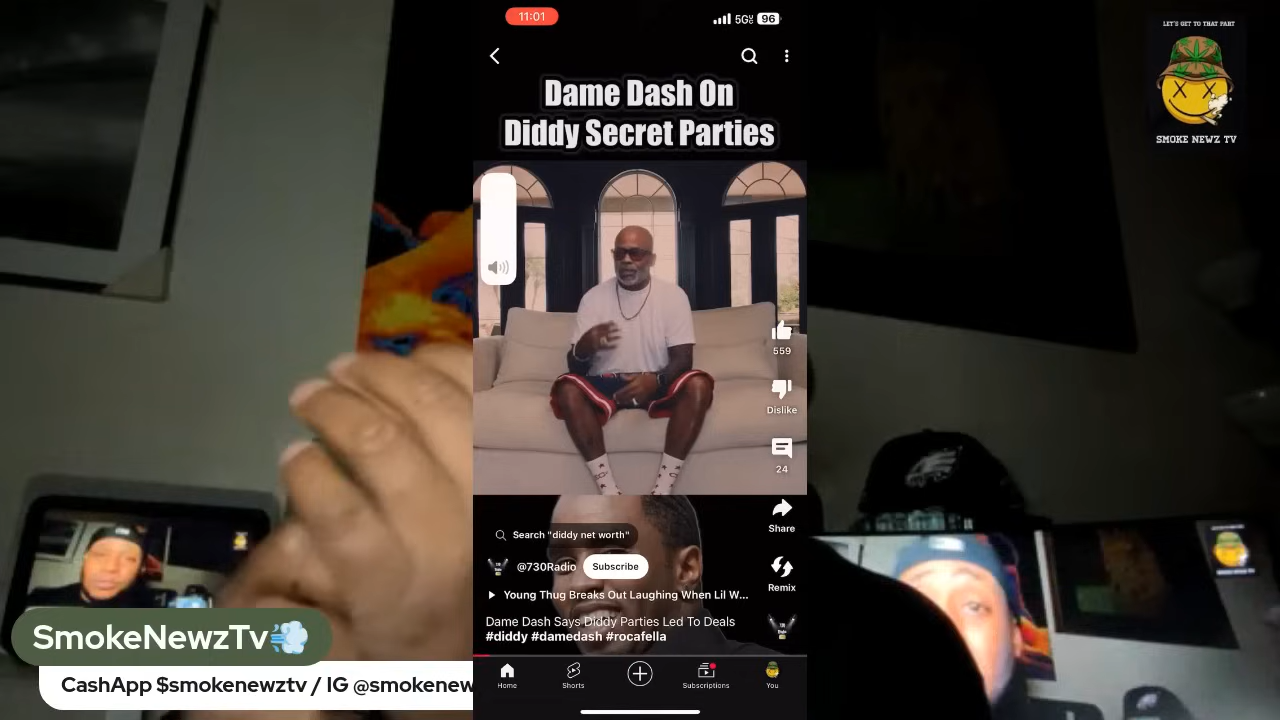 11:01
5G
96
LET'S GET TO THAT PART
SMOKE NEWZ TV
Dame Dash On
Diddy Secret Parties
559
Dislike
24
Share
Search "diddy net worth"
@730Radio
Subscribe
Remix
Young Thug Breaks Out Laughing When Lil W...
Dame Dash Says Diddy Parties Led To Deals
#diddy #damedash #rocafella
Home
Shorts
Subscriptions
You
SmokeNewzTv💨
CashApp $smokenewztv / IG @smokenew